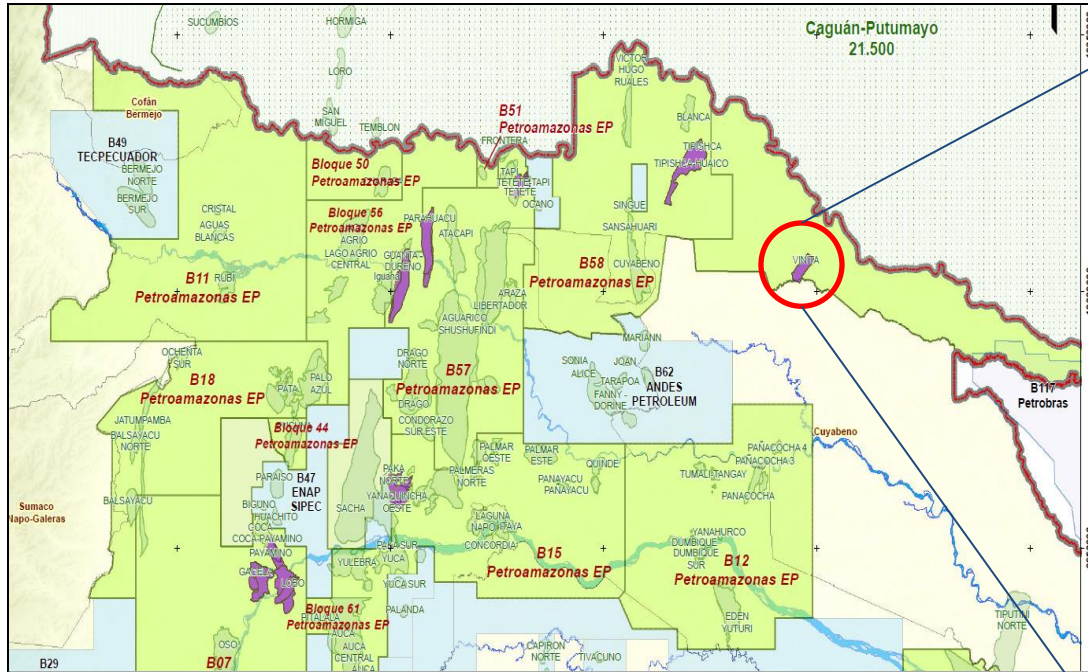 SUCUMBÍOS
HORMIGA
Caguán-Putumayo
21.500
LORO
VICTOR
HUGO
RUALES
Cofán
Bermejo
SAN
MIGUEL
TEMBLON
B51
Petroamazonas EP
FRONTERA
BLANCA
B49
TECPECUADOR
BERMEJO
NORTE
BERMEJO
SUR
Bloque 50
Petroamazonas EP
TAPI
TETETE
TIPISHCA
TIPISHCA-HUAICO
OCANO
CRISTAL
AGUAS
BLANCAS
Bloque 56
Petroamazonas EP
AGRIO
LAGO AGRIO
CENTRAL
PARAHUACU
ATACAPI
SINGUE
SANSAHUARI
GUANTA -
DURENO
Iguana
B11
Petroamazonas EP
RUBI
B58
Petroamazonas EP
CUYABENO
VINITA
ARAZA
LIBERTADOR
AGUARICO
SHUSHUFINDI
OCHENTA
Y SUR
DRAGO
NORTE
MARIANN
SONIA
ALICE
JOAN
TARAPOA
FANNY -
DORINE
B62
ANDES
PETROLEUM
B18
Petroamazonas EP
PALO
AZUL
PATA
B57
Petroamazonas EP
DRAGO
CONDORAZO
SUR ESTE
B117
Petrobras
JATUMPAMBA
BALSAYACU
NORTE
Bloque 44
Petroamazonas EP
Cuyabeno
PALMAR
OESTE
PALMAR
ESTE
PAÑACOCHA 4
PAÑACOCHA 3
PARAISO
B47
ENAP
SIPEC
PAKA
NORTE
PALMERAS
NORTE
QUINDE
TUMALI-TANGAY
PANAYACU
PAÑAYACU
PANACOCHA
BALSAYACU
BIGUNO
HUACHITO
COCA
COCA-PAYAMINO
PAYAMINO
SACHA
YANAQUINCHA
OESTE
Sumaco
Napo-Galeras
LAGUNA
CONCORDIA
YANAHURCO
DUMBIQUE
DUMBIQUE
SUR
YULEBRA
YUCA
B15
Petroamazonas EP
B12
Petroamazonas EP
GACELA
LOBO
YUCA SUR
Bloque 61
Petroamazonas EP
PALANDA
EDEN
YUTURI
TIPUTINI
NORTE
OSO
AUCA
AUCA
CENTRAL
AUCA
CAPIRON
NORTE
TIVACUNO
B29
B07